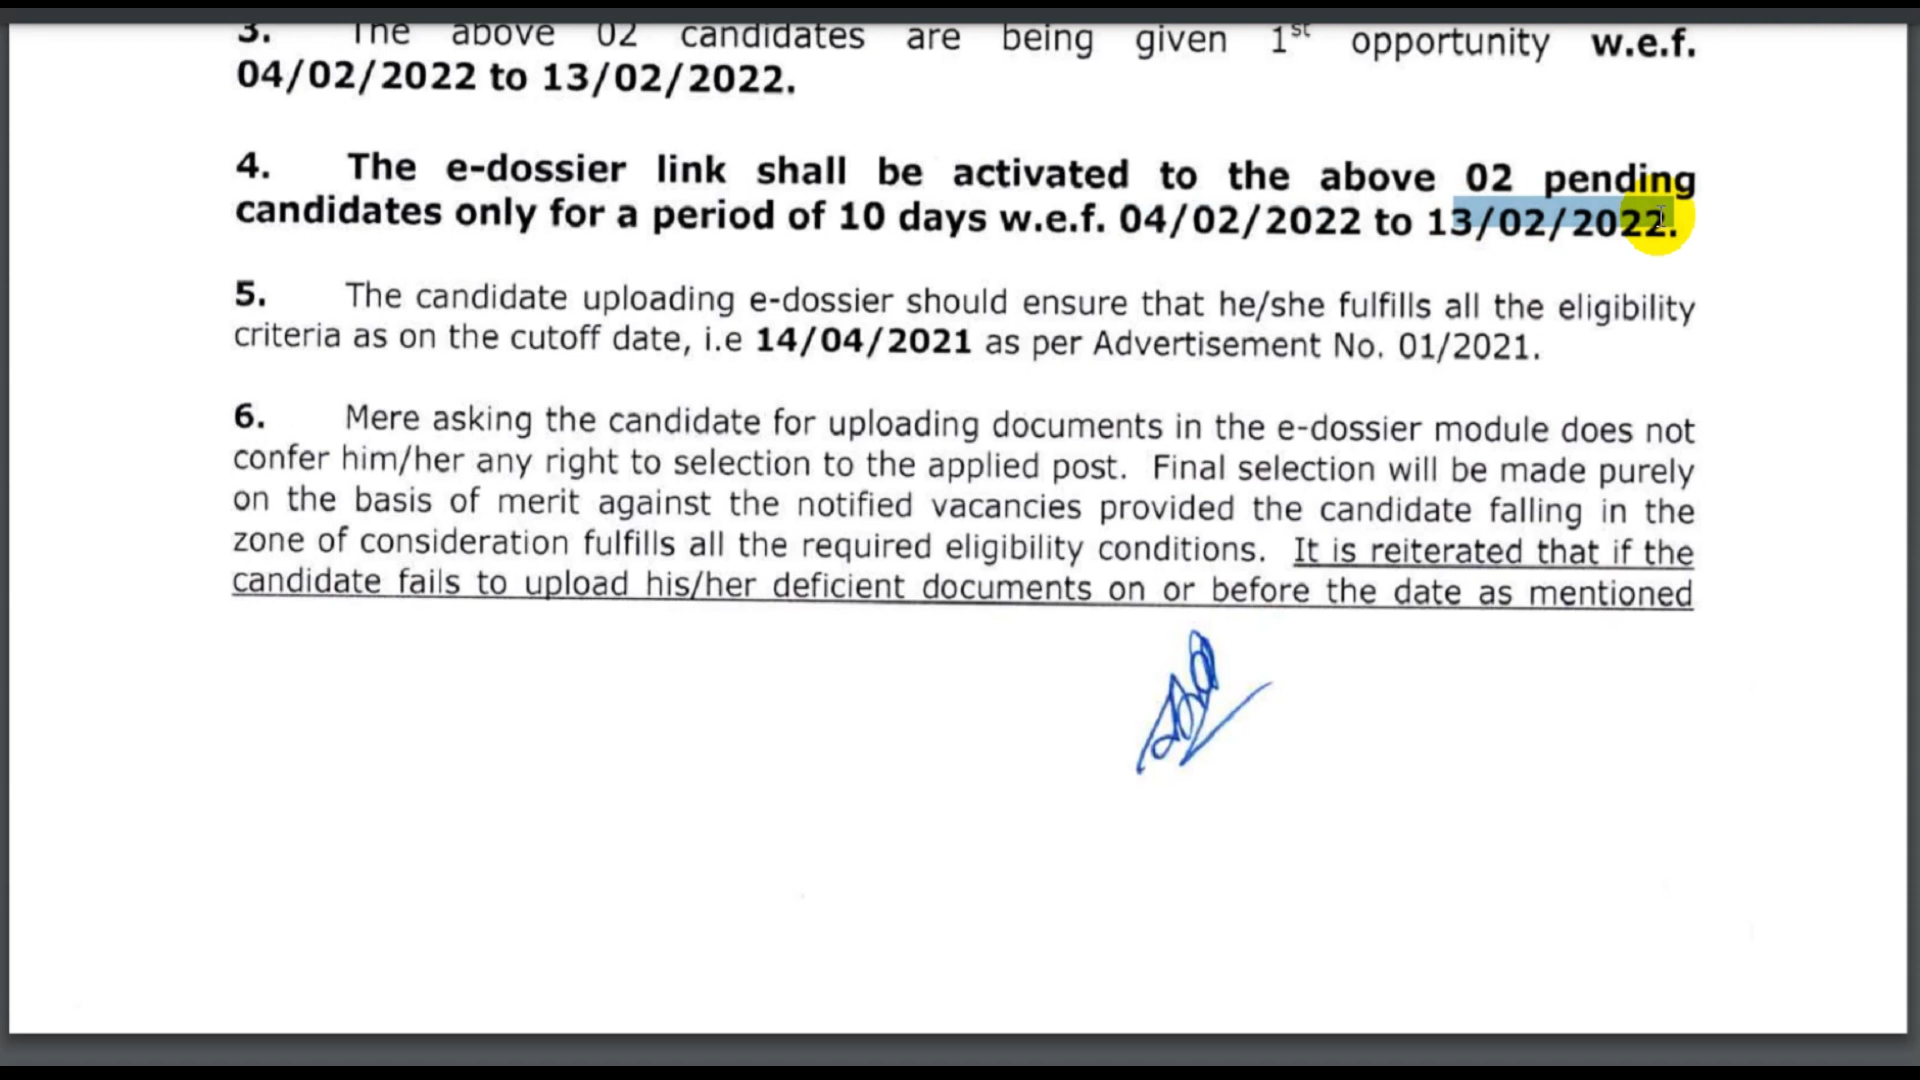 3. The above 02 candidates are being given 1st opportunity w.e.f.
04/02/2022 to 13/02/2022.
4. The e-dossier link shall be activated to the above 02 pending
candidates only for a period of 10 days w.e.f. 04/02/2022 to 13/02/2022.
5. The candidate uploading e-dossier should ensure that he/she fulfills all the eligibility
criteria as on the cutoff date, i.e 14/04/2021 as per Advertisement No. 01/2021.
6. Mere asking the candidate for uploading documents in the e-dossier module does not
confer him/her any right to selection to the applied post. Final selection will be made purely
on the basis of merit against the notified vacancies provided the candidate falling in the
zone of consideration fulfills all the required eligibility conditions. It is reiterated that if the
candidate fails to upload his/her deficient documents on or before the date as mentioned